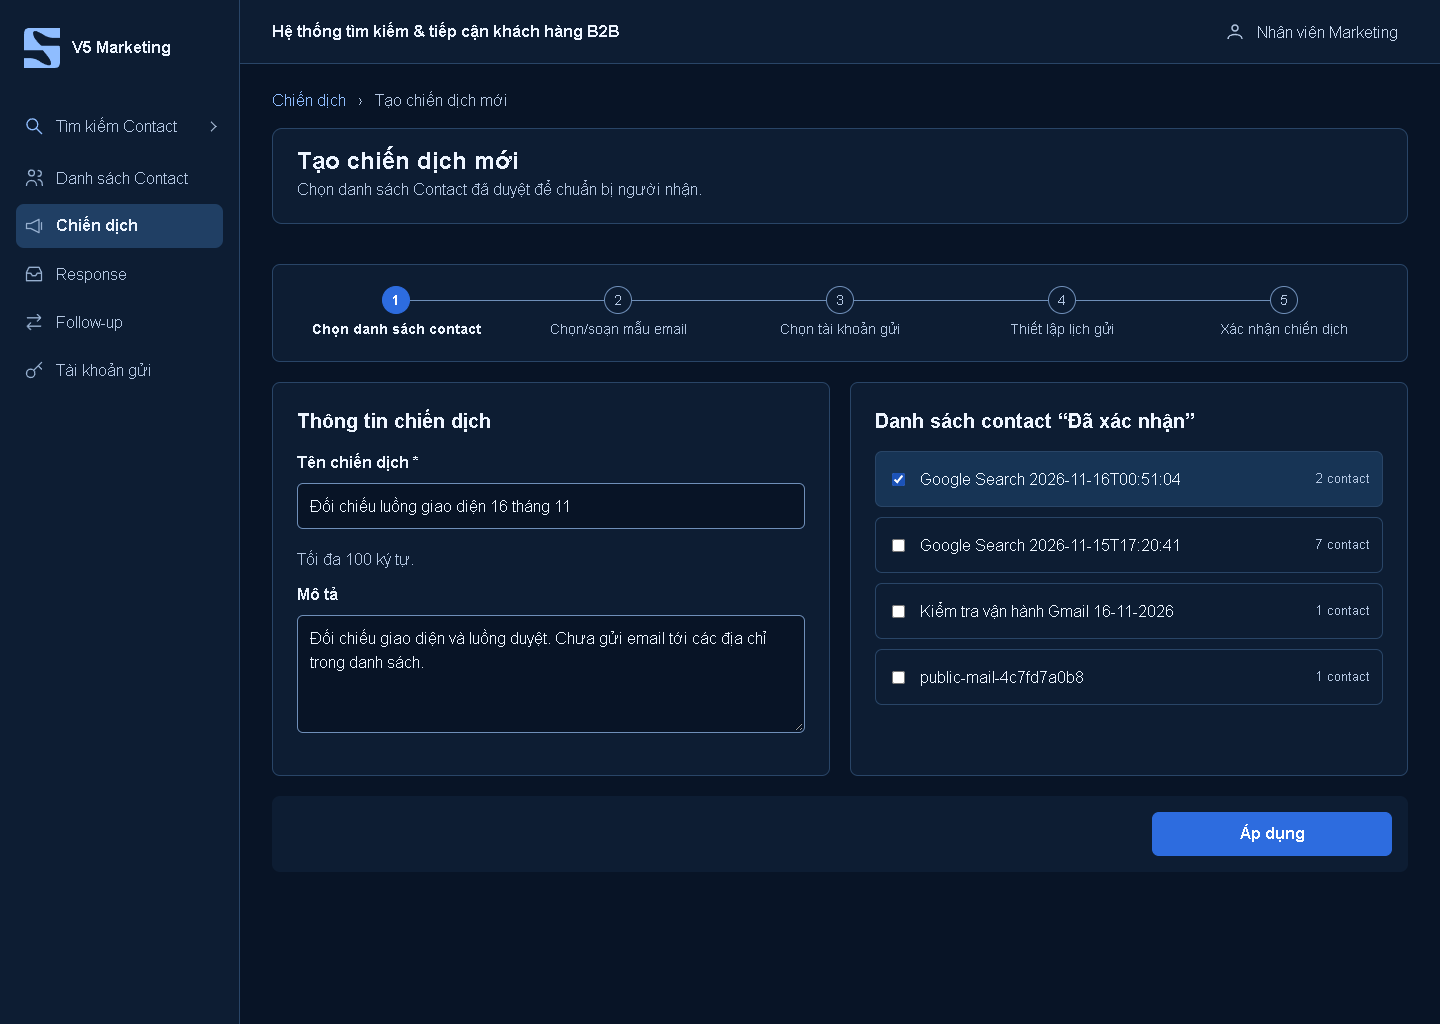 V5 Marketing
Tìm kiếm Contact
Danh sách Contact
Chiến dịch
Response
Follow-up
Tài khoản gửi
Hệ thống tìm kiếm & tiếp cận khách hàng B2B
Nhân viên Marketing
Chiến dịch › Tạo chiến dịch mới
Tạo chiến dịch mới
Chọn danh sách Contact đã duyệt để chuẩn bị người nhận.
1
Chọn danh sách contact
2
Chọn/soạn mẫu email
3
Chọn tài khoản gửi
4
Thiết lập lịch gửi
5
Xác nhận chiến dịch
Thông tin chiến dịch
Tên chiến dịch *
Đối chiếu luồng giao diện 16 tháng 11
Tối đa 100 ký tự.
Mô tả
Đối chiếu giao diện và luồng duyệt. Chưa gửi email tới các địa chỉ
trong danh sách.
Danh sách contact “Đã xác nhận”
Google Search 2026-11-16T00:51:04 2 contact
Google Search 2026-11-15T17:20:41 7 contact
Kiểm tra vận hành Gmail 16-11-2026 1 contact
public-mail-4c7fd7a0b8 1 contact
Áp dụng